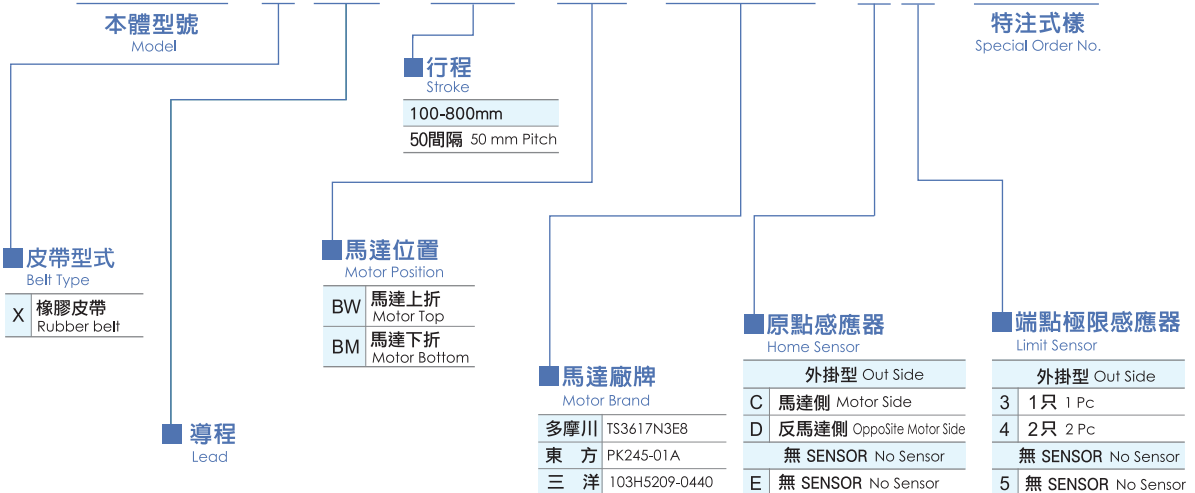 本體型號
Model
特注式樣
Special Order No.
行程
Stroke
100-800mm
50間隔 50 mm Pitch
皮帶型式
Belt Type
X 橡膠皮帶
Rubber belt
馬達位置
Motor Position
BW 馬達上折
Motor Top
BM 馬達下折
Motor Bottom
導程
Lead
馬達廠牌
Motor Brand
多摩川 TS3617N3E8
東 方 PK245-01A
三 洋 103H5209-0440
原點感應器
Home Sensor
外掛型 Out Side
C 馬達側 Motor Side
D 反馬達側 OppoSite Motor Side
無 SENSOR No Sensor
E 無 SENSOR No Sensor
端點極限感應器
Limit Sensor
外掛型 Out Side
3 1只 1 Pc
4 2只 2 Pc
無 SENSOR No Sensor
5 無 SENSOR No Sensor